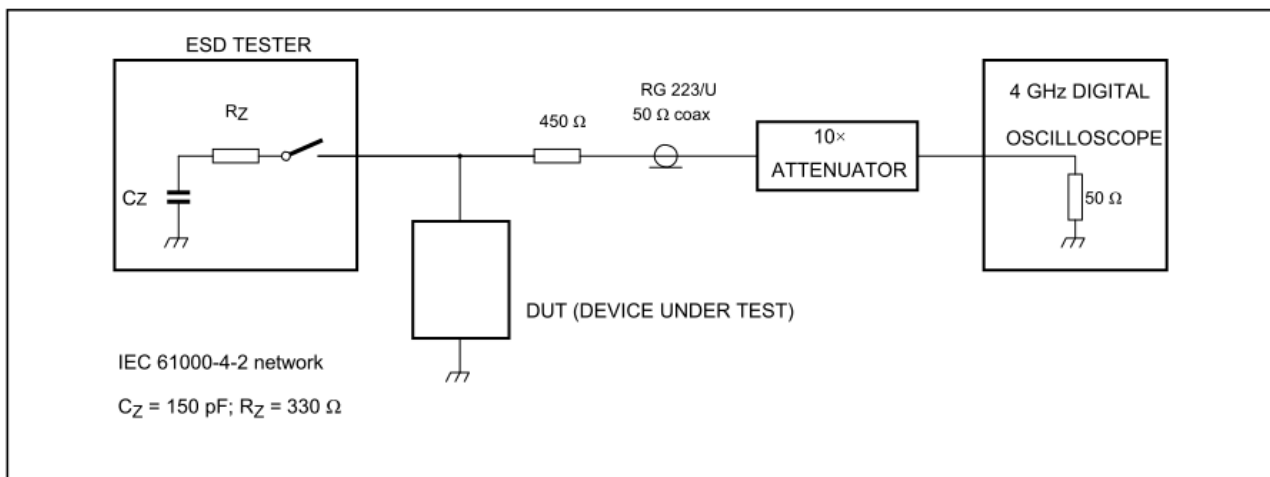 ESD TESTER
RZ
CZ
450 Ω
RG 223/U
50 Ω coax
10×
ATTENUATOR
4 GHz DIGITAL
OSCILLOSCOPE
50 Ω
DUT (DEVICE UNDER TEST)
IEC 61000-4-2 network
CZ = 150 pF; RZ = 330 Ω